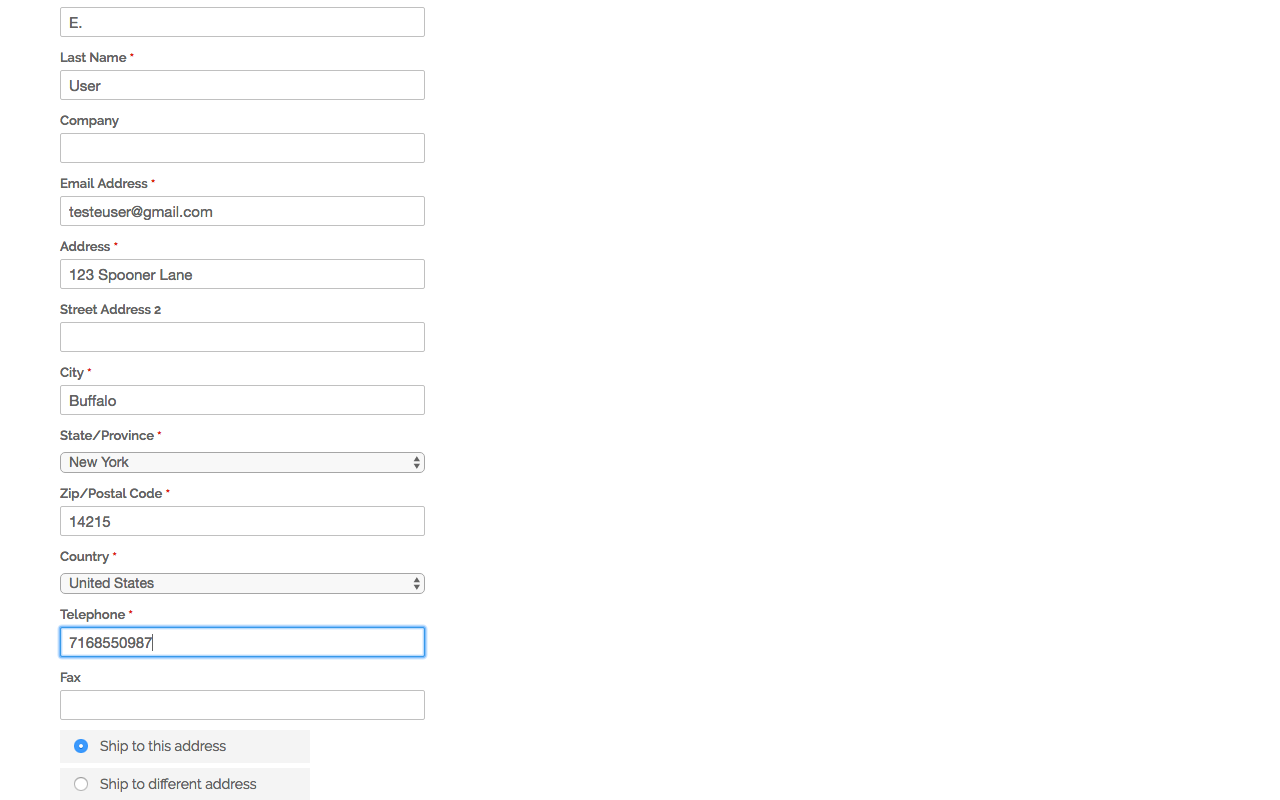 E.
Last Name *
User
Company
Email Address *
testeuser@gmail.com
Address *
123 Spooner Lane
Street Address 2
City *
Buffalo
State/Province *
New York
Zip/Postal Code *
14215
Country *
United States
Telephone *
7168550987
Fax
Ship to this address
Ship to different address